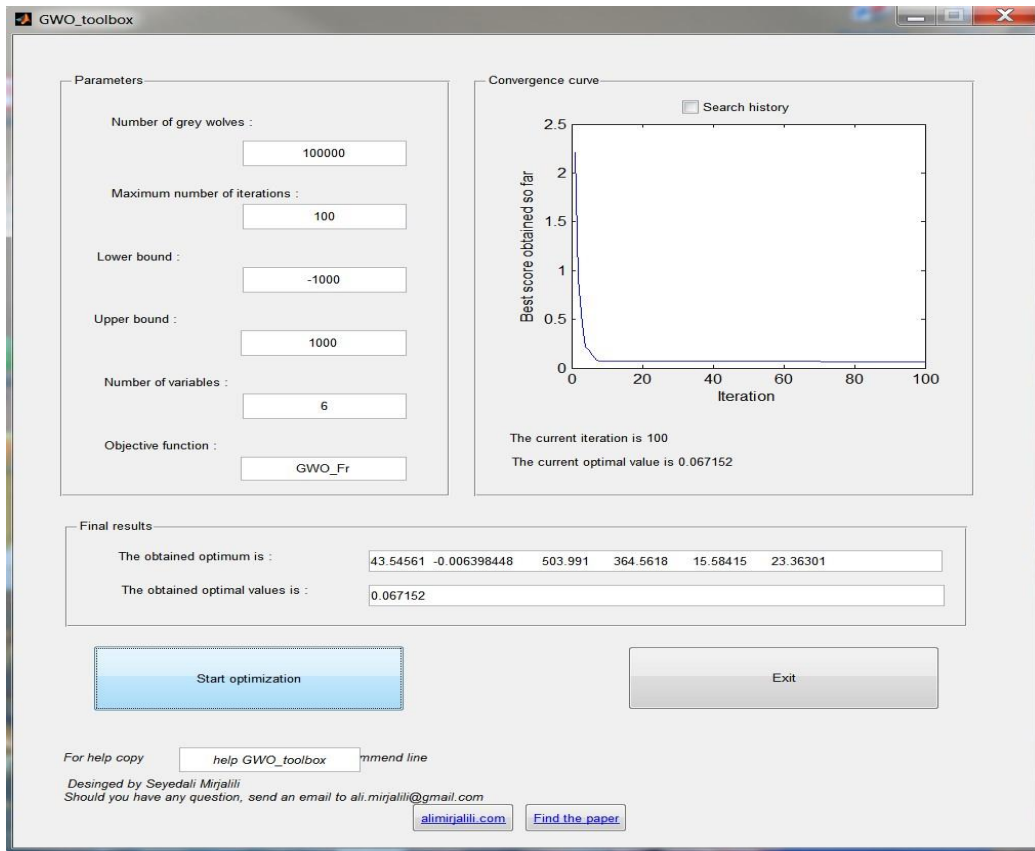 GWO_toolbox
Parameters
Number of grey wolves :
100000
Maximum number of iterations :
100
Lower bound :
-1000
Upper bound :
1000
Number of variables :
6
Objective function :
GWO_Fr
Convergence curve
Search history
Best score obtained so far
2.5
2
1.5
1
0.5
0
0 20 40 60 80 100
Iteration
The current iteration is 100
The current optimal value is 0.067152
Final results
The obtained optimum is :
43.54561 -0.006398448 503.991 364.5618 15.58415 23.36301
The obtained optimal values is :
0.067152
Start optimization
Exit
For help copy help GWO_toolbox mmend line
Desinged by Seyedali Mirjalili
Should you have any question, send an email to ali.mirjalili@gmail.com
alimirjalili.com
Find the paper